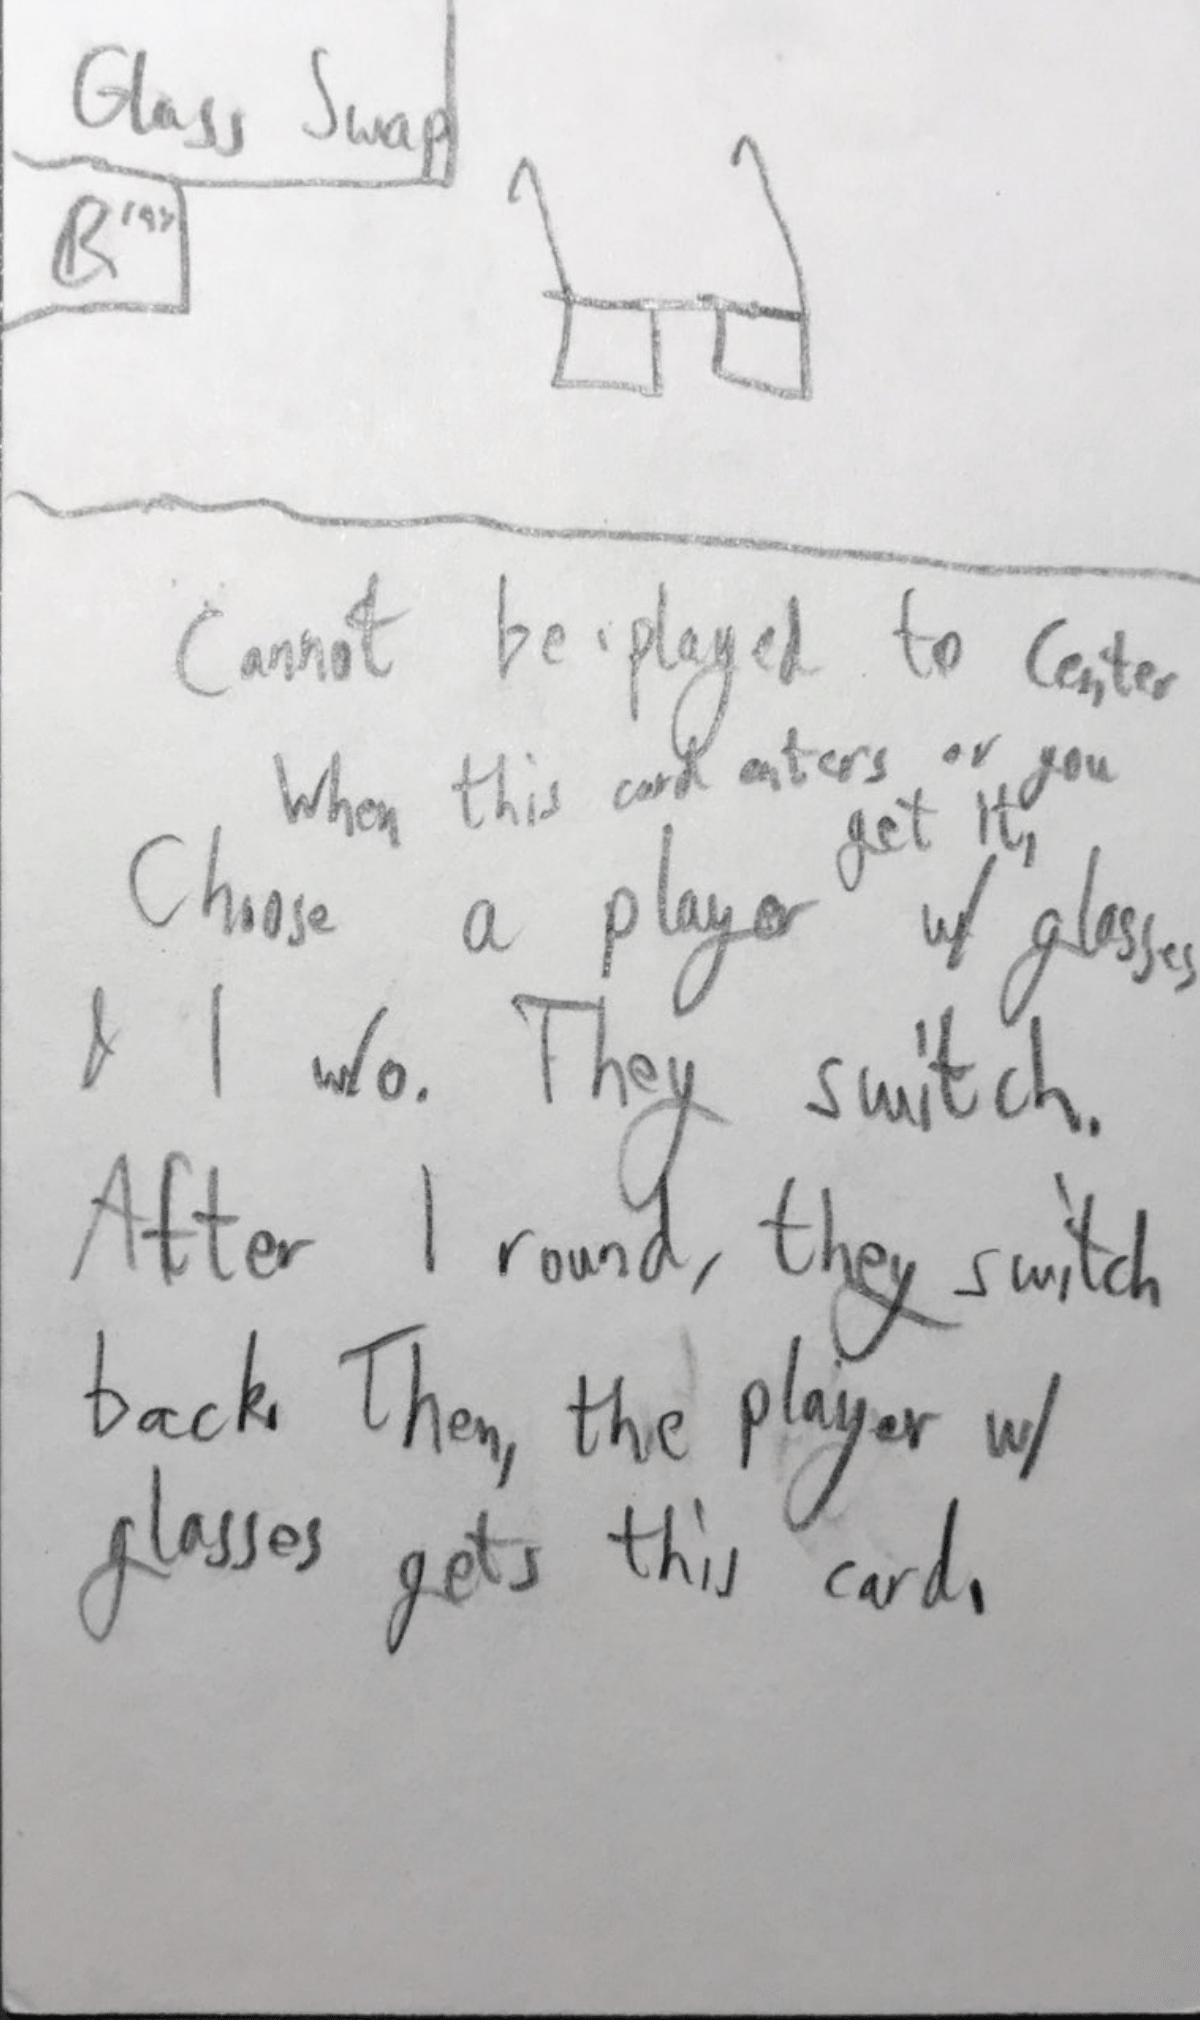 Glass Swap
B
Cannot be played to Center
When this card enters or you
get it,
Choose a player w/ glasses
& 1 w/o. They switch.
After 1 round, they switch
back. Then, the player w/
glasses gets this card.